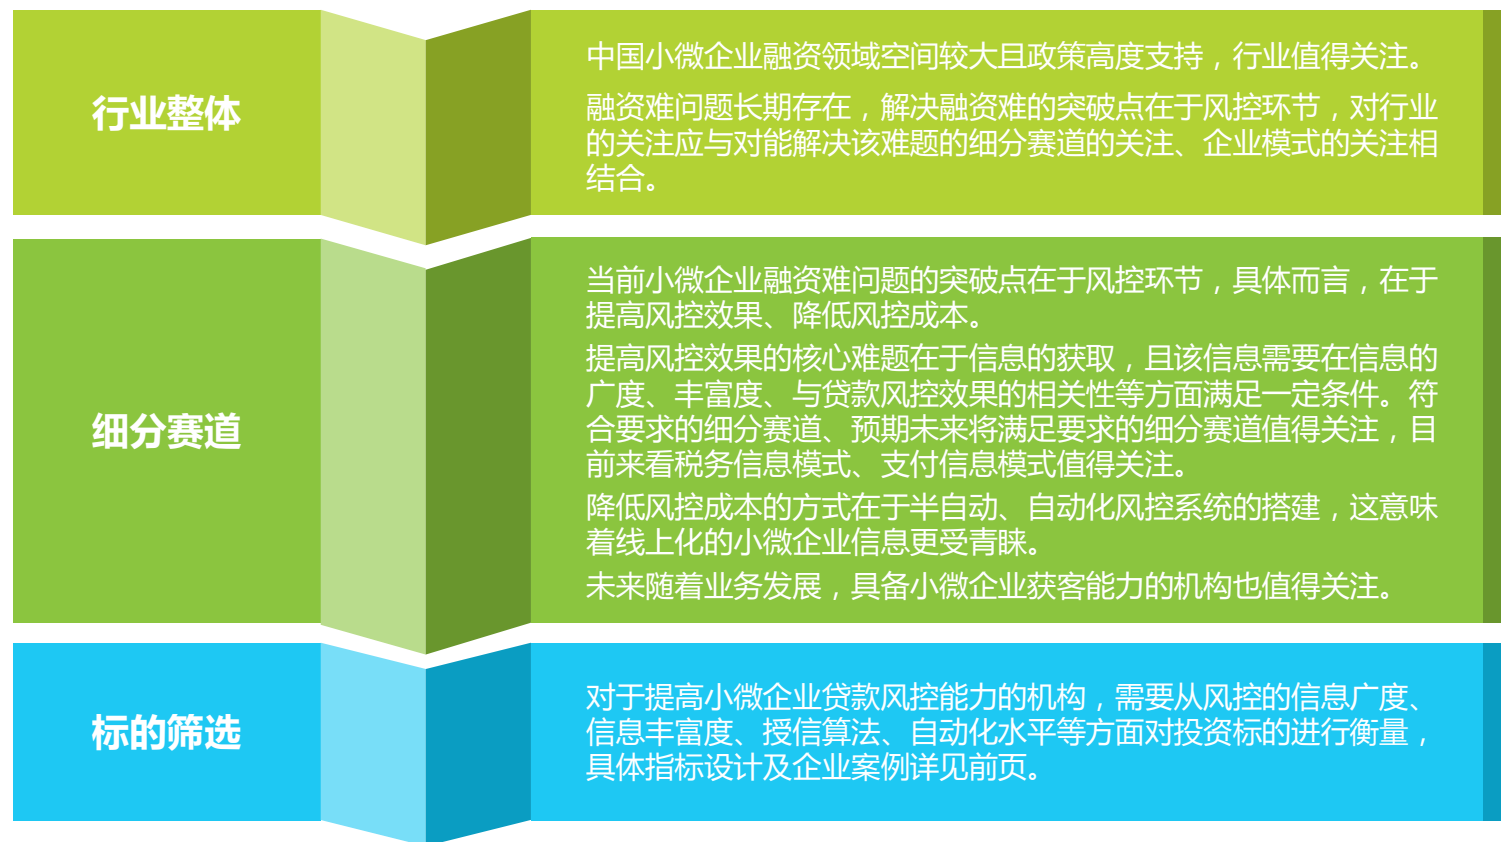 行业整体
中国小微企业融资领域空间较大且政策高度支持，行业值得关注。
融资难问题长期存在，解决融资难的突破点在于风控环节，对行业
的关注应与对能解决该难题的细分赛道的关注、企业模式的关注相
结合。
细分赛道
当前小微企业融资难问题的突破点在于风控环节，具体而言，在于
提高风控效果、降低风控成本。
提高风控效果的核心难题在于信息的获取，且该信息需要在信息的
广度、丰富度、与贷款风控效果的相关性等方面满足一定条件。符
合要求的细分赛道、预期未来将满足要求的细分赛道值得关注，目
前来看税务信息模式、支付信息模式值得关注。
降低风控成本的方式在于半自动、自动化风控系统的搭建，这意味
着线上化的小微企业信息更受青睐。
未来随着业务发展，具备小微企业获客能力的机构也值得关注。
标的筛选
对于提高小微企业贷款风控能力的机构，需要从风控的信息广度、
信息丰富度、授信算法、自动化水平等方面对投资标的进行衡量，
具体指标设计及企业案例详见前页。